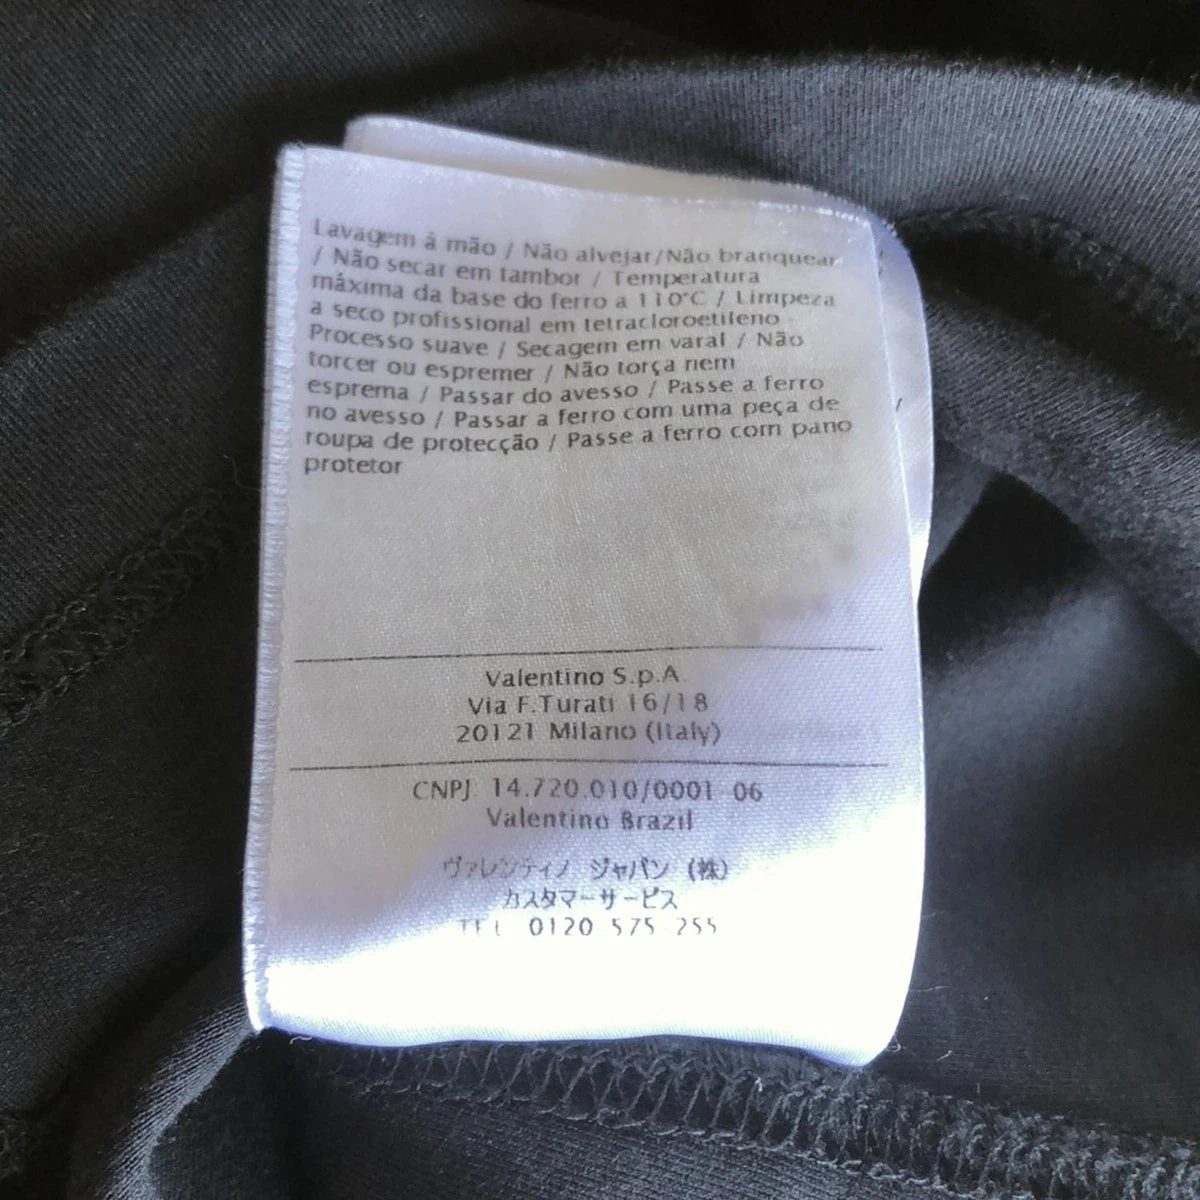 Lavagem à mão / Não alvejar/Não branquear
/ Não secar em tambor / Temperatura
máxima da base do ferro a 110°C / Limpeza
a seco profissional em tetracloroetileno
Processo suave / Secagem em varal / Não
torcer ou espremer / Não torça nem
esprema / Passar do avesso / Passe a ferro
no avesso / Passar a ferro com uma peça de
roupa de protecção / Passe a ferro com pano
protetor
Valentino S.p.A.
Via F.Turati 16/18
20121 Milano (Italy)
CNPJ: 14.720.010/0001-06
Valentino Brazil
ヴァレンティノ ジャパン (株)
カスタマーサービス
TEL 0120 575 255